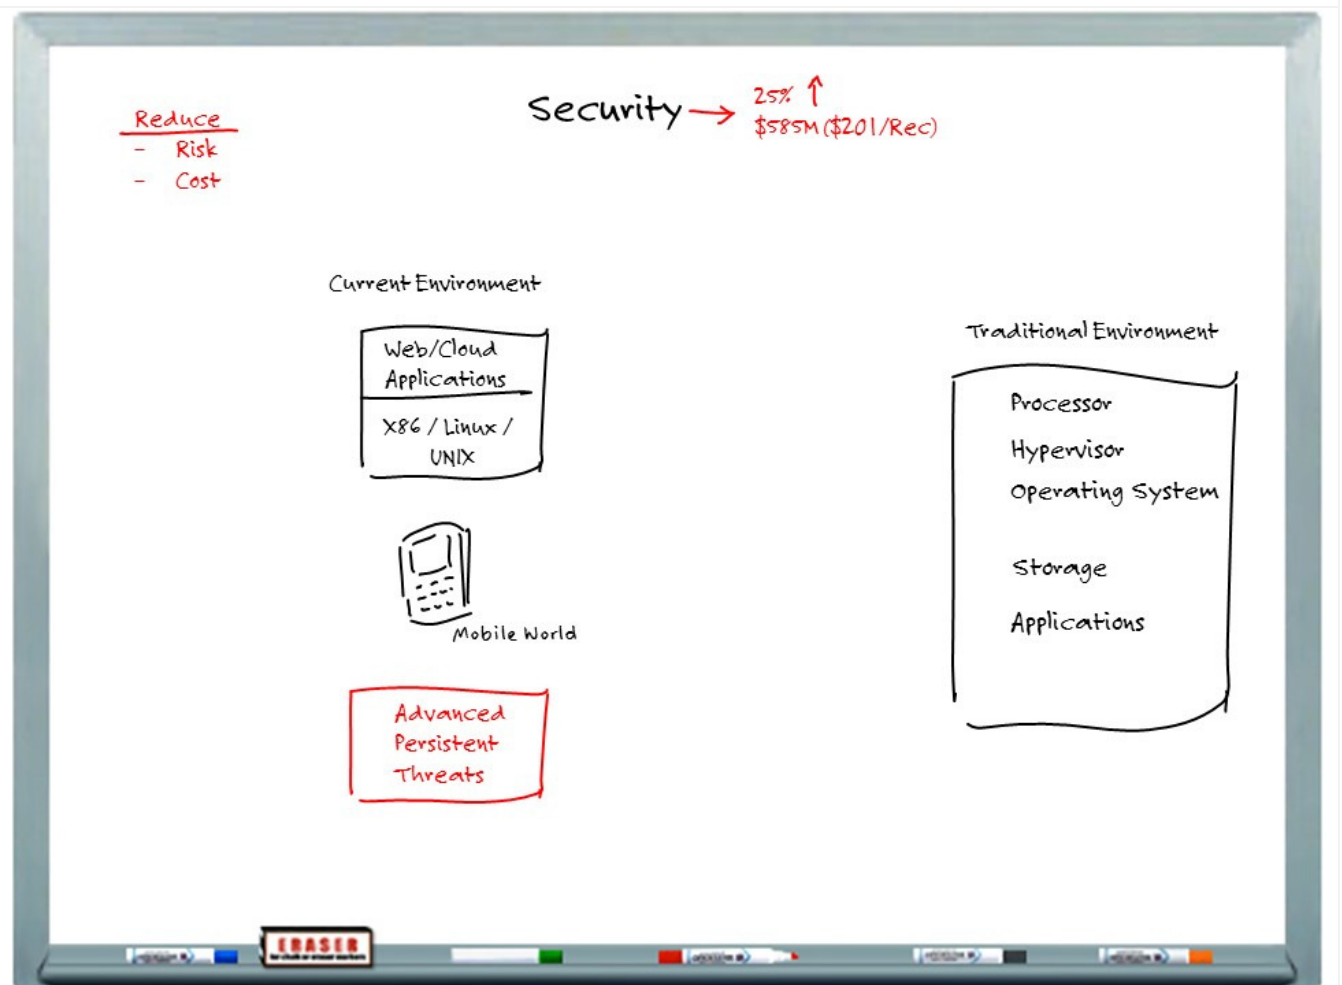 Security → 25% ↑
$585M ($201/Rec)
Reduce
- Risk
- Cost
Current Environment
Web/Cloud
Applications
X86 / Linux /
UNIX
Mobile World
Advanced
Persistent
Threats
Traditional Environment
Processor
Hypervisor
Operating System
Storage
Applications
ERASER